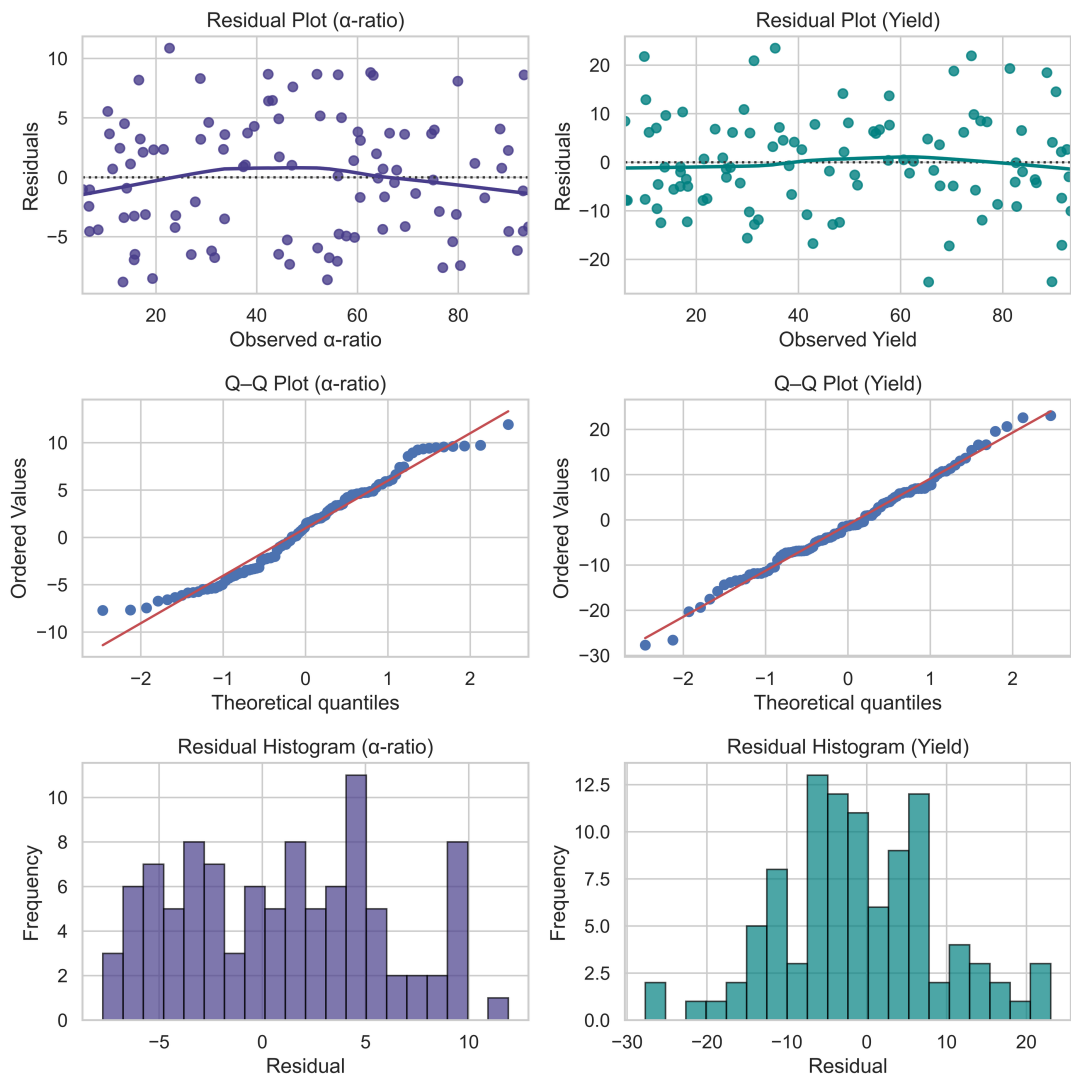 Residual Plot (α-ratio)
10
5
0
−5
Residuals
20 40 60 80
Observed α-ratio
Residual Plot (Yield)
20
10
0
−10
−20
Residuals
20 40 60 80
Observed Yield
Q–Q Plot (α-ratio)
10
5
0
−5
−10
Ordered Values
−2 −1 0 1 2
Theoretical quantiles
Q–Q Plot (Yield)
20
10
0
−10
−20
−30
Ordered Values
−2 −1 0 1 2
Theoretical quantiles
Residual Histogram (α-ratio)
10
8
6
4
2
0
Frequency
−5 0 5 10
Residual
Residual Histogram (Yield)
12.5
10.0
7.5
5.0
2.5
0.0
Frequency
−30 −20 −10 0 10 20
Residual